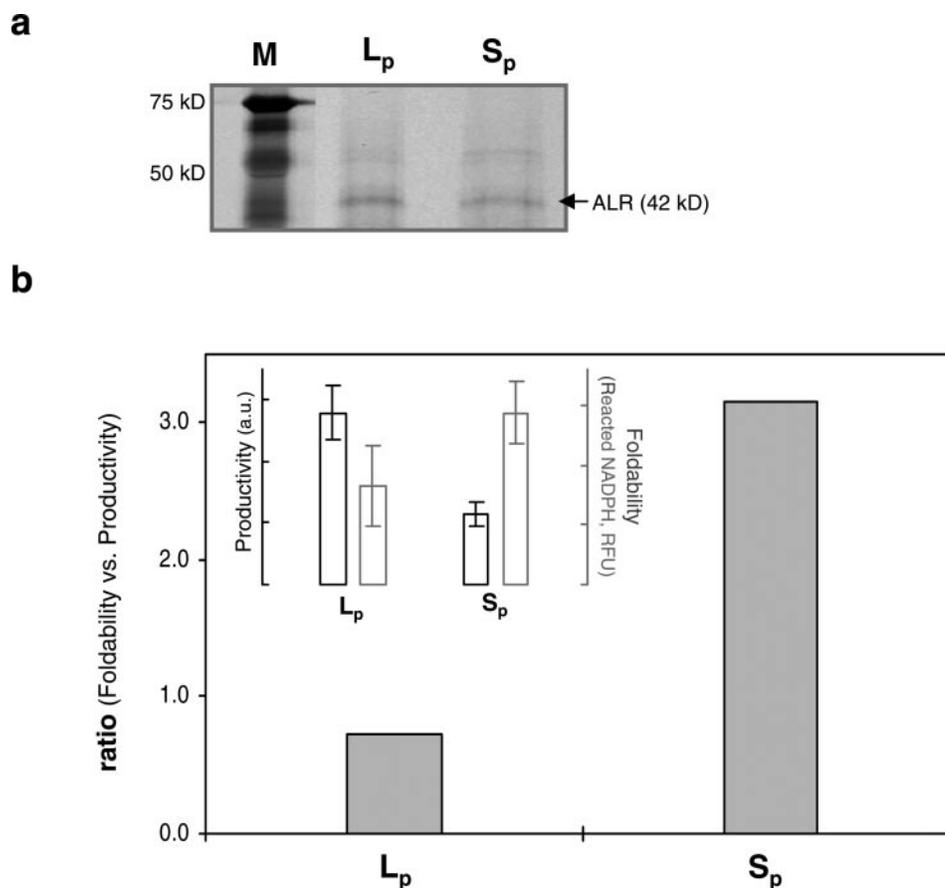 a
M Lp Sp
75 kD
50 kD
ALR (42 kD)
b
ratio (Foldability vs. Productivity)
3.0
2.0
1.0
0.0
Productivity (a.u.)
Foldability
(Reacted NADPH, RFU)
Lp Sp
Lp Sp